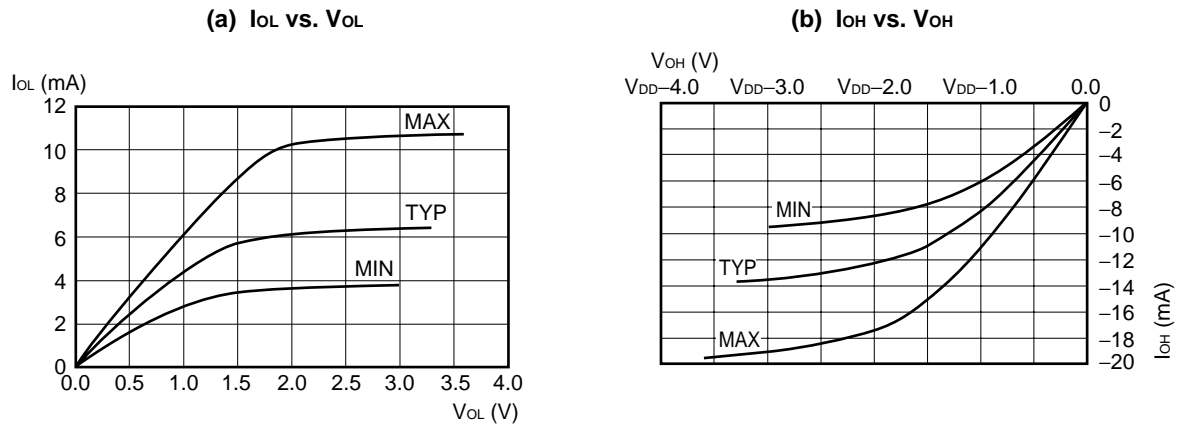 (a) IOL vs. VOL
IOL (mA)
12
10
8
6
4
2
0
MAX
TYP
MIN
0.0 0.5 1.0 1.5 2.0 2.5 3.0 3.5 4.0
VOL (V)
(b) IOH vs. VOH
VOH (V)
VDD–4.0 VDD–3.0 VDD–2.0 VDD–1.0 0.0
0
–2
–4
–6
–8
–10
–12
–14
–16
–18
–20
MIN
TYP
MAX
IOH (mA)